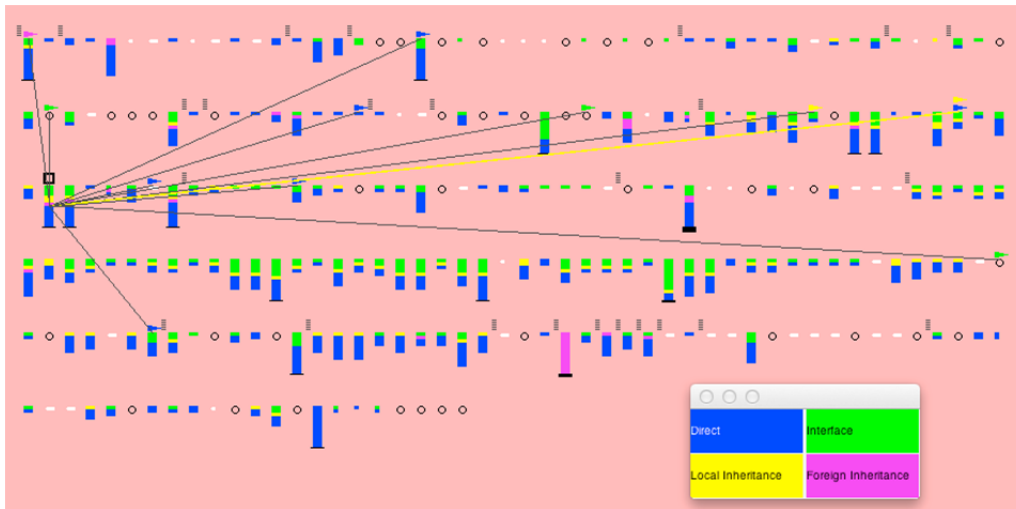 Direct
Interface
Local Inheritance
Foreign Inheritance